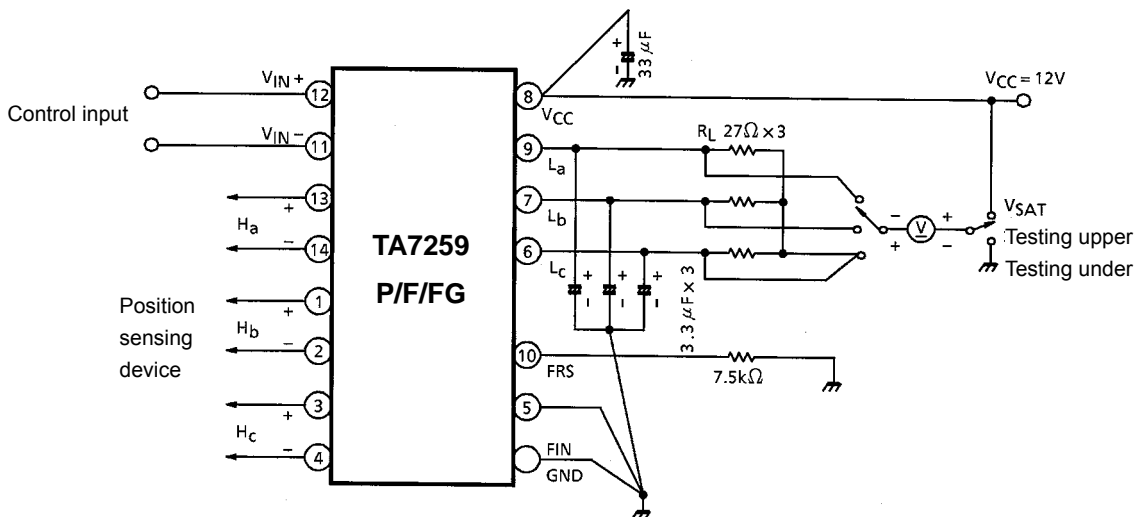 Control input
VIN+
12
VIN−
11
13
+
Ha
−
14
Position
sensing
device
1
+
Hb
−
2
3
+
Hc
−
4
TA7259
P/F/FG
8
VCC
9
La
7
Lb
6
Lc
10
FRS
5
FIN
GND
+
−
33 μF
VCC = 12V
RL 27Ω × 3
+
−
+
−
+
−
3.3 μF × 3
7.5kΩ
−
+
V
+
−
VSAT
Testing upper
Testing under